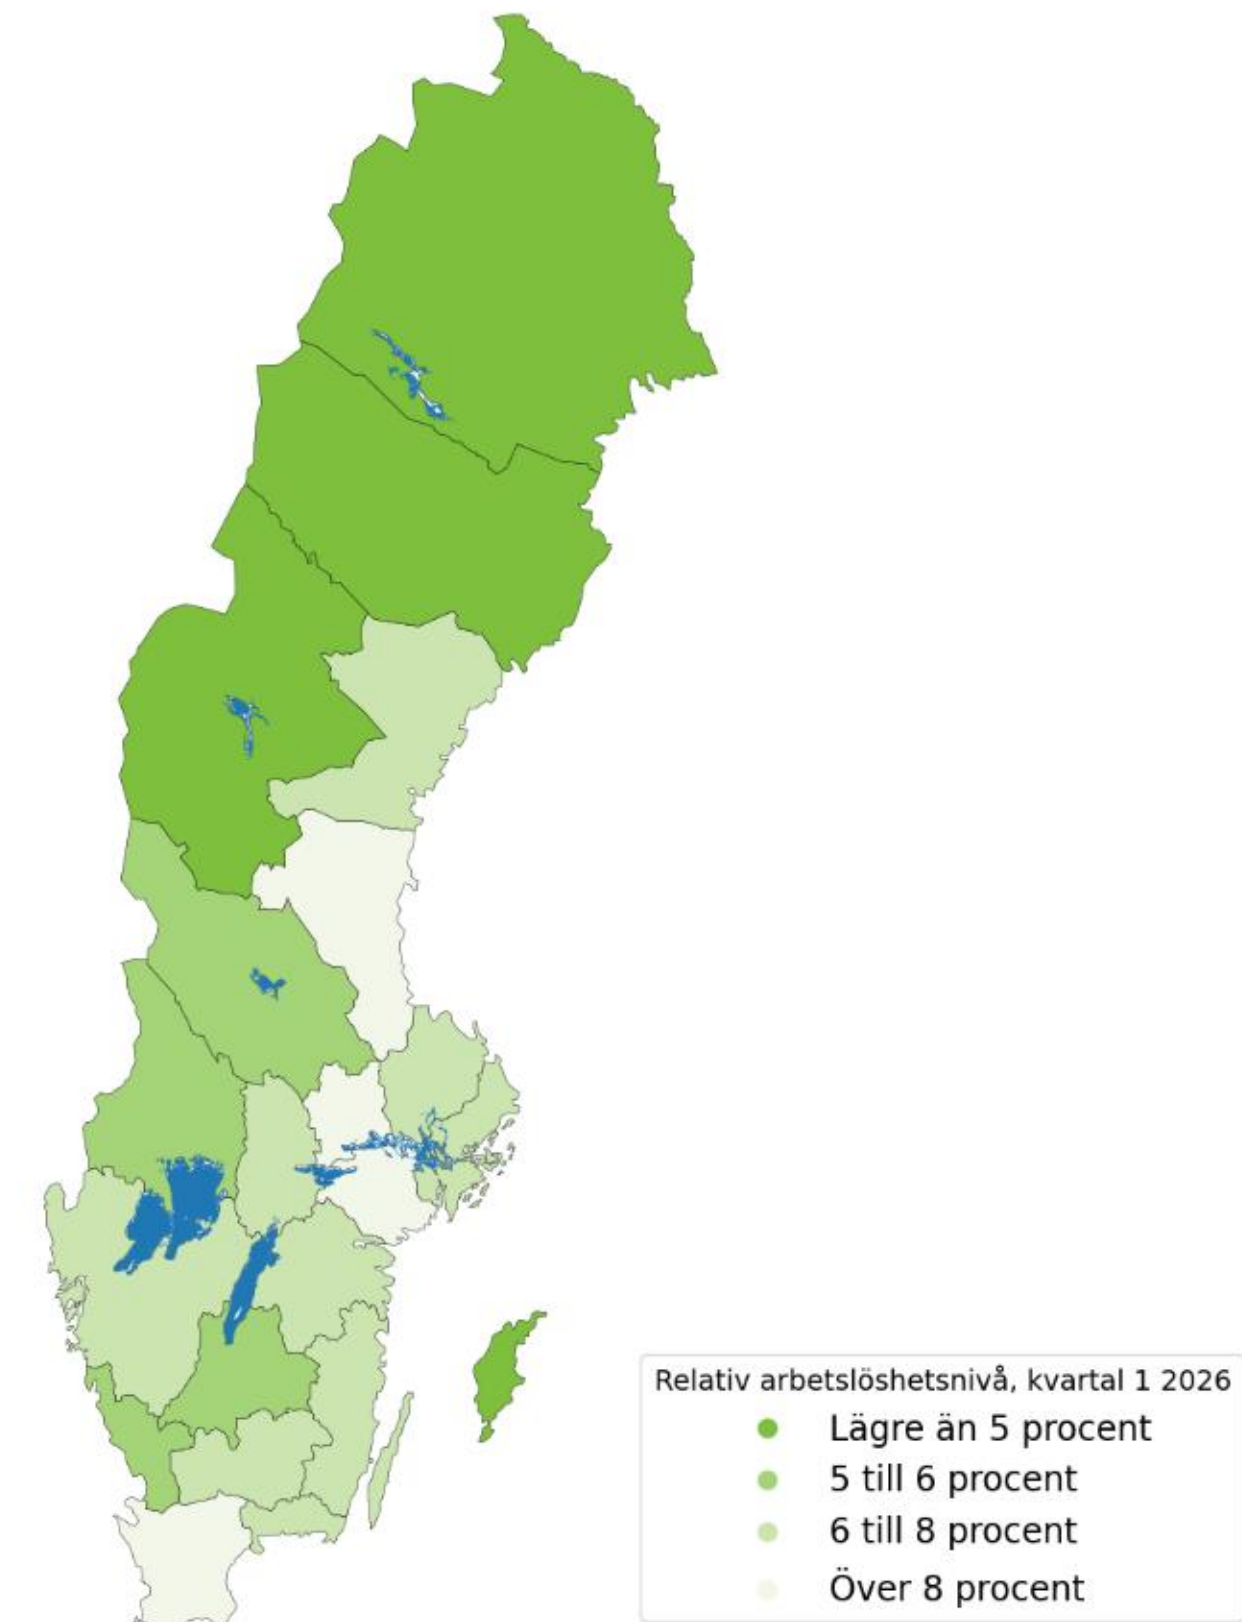 Relativ arbetslöshetsnivå, kvartal 1 2026
Lägre än 5 procent
5 till 6 procent
6 till 8 procent
Över 8 procent